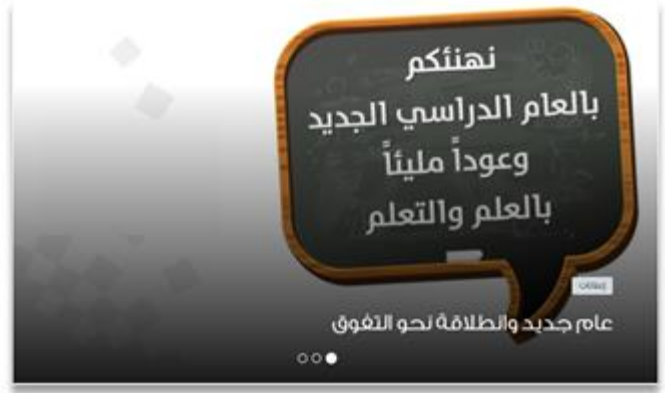 نهنئكم
بالعام الدراسي الجديد
وعوداً مليئاً
بالعلم والتعلم
إعلانات
عام جديد وانطلاقة نحو التفوق